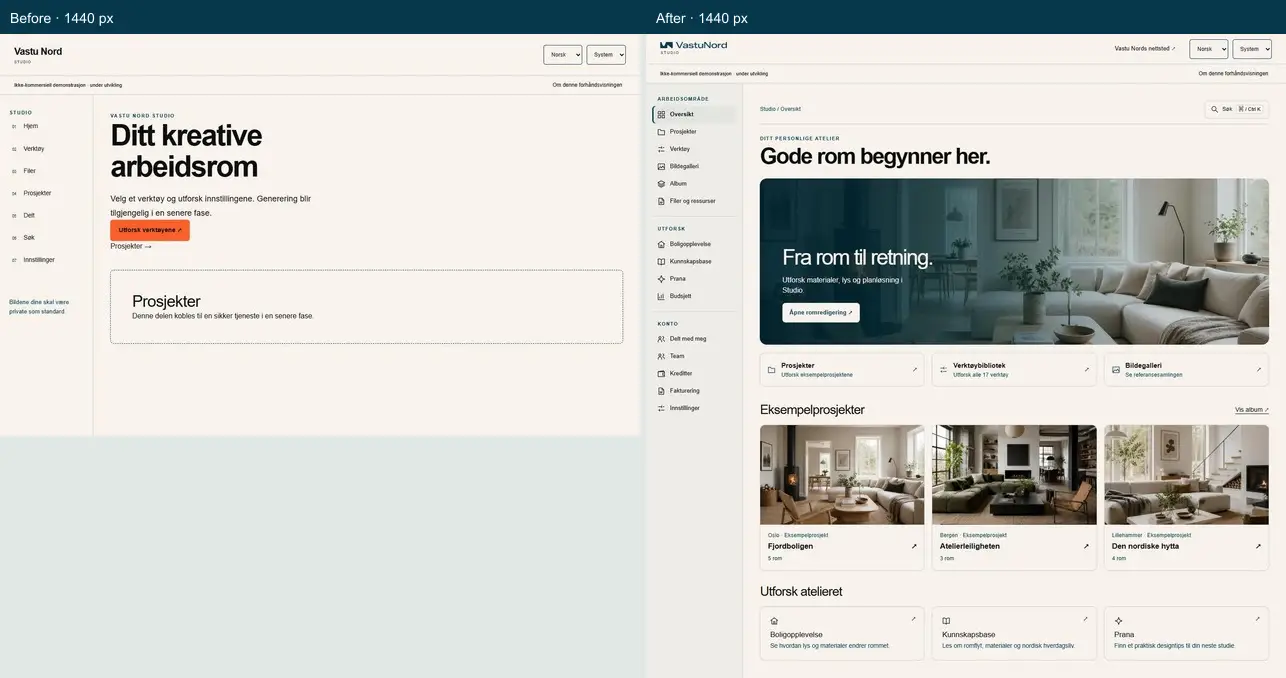 Before · 1440 px
Vastu Nord
STUDIO
Norsk
System
Ikke-kommersiell demonstrasjon · under utvikling
Om denne forhåndsvisningen
STUDIO
01 Hjem
02 Verktøy
03 Filer
04 Prosjekter
05 Delt
06 Søk
07 Innstillinger
Bildene dine skal være
private som standard.
VASTU NORD STUDIO
Ditt kreative
arbeidsrom
Velg et verktøy og utforsk innstillingene. Generering blir
tilgjengelig i en senere fase.
Utforsk verktøyene ↗
Prosjekter →
Prosjekter
Denne delen kobles til en sikker tjeneste i en senere fase.
After · 1440 px
VastuNord
STUDIO
Vastu Nords nettsted ↗
Norsk
System
Ikke-kommersiell demonstrasjon · under utvikling
Om denne forhåndsvisningen
ARBEIDSOMRÅDE
Oversikt
Prosjekter
Verktøy
Bildegalleri
Album
Filer og ressurser
UTFORSK
Boligopplevelse
Kunnskapsbase
Prana
Budsjett
KONTO
Delt med meg
Team
Kreditter
Fakturering
Innstillinger
Studio / Oversikt
Søk ⌘ / Ctrl K
DITT PERSONLIGE ATELIER
Gode rom begynner her.
Fra rom til retning.
Utforsk materialer, lys og planløsning i
Studio.
Åpne romredigering ↗
Prosjekter ↗
Utforsk eksempelprosjektene
Verktøybibliotek ↗
Utforsk alle 17 verktøy
Bildegalleri ↗
Se referansesamlingen
Eksempelprosjekter
Vis album ↗
Oslo · Eksempelprosjekt
Fjordboligen ↗
5 rom
Bergen · Eksempelprosjekt
Atelierleiligheten ↗
3 rom
Lillehammer · Eksempelprosjekt
Den nordiske hytta ↗
4 rom
Utforsk atelieret
Boligopplevelse ↗
Se hvordan lys og materialer endrer rommet.
Kunnskapsbase ↗
Les om romflyt, materialer og nordisk hverdagsliv.
Prana ↗
Finn et praktisk designtips til din neste studie.